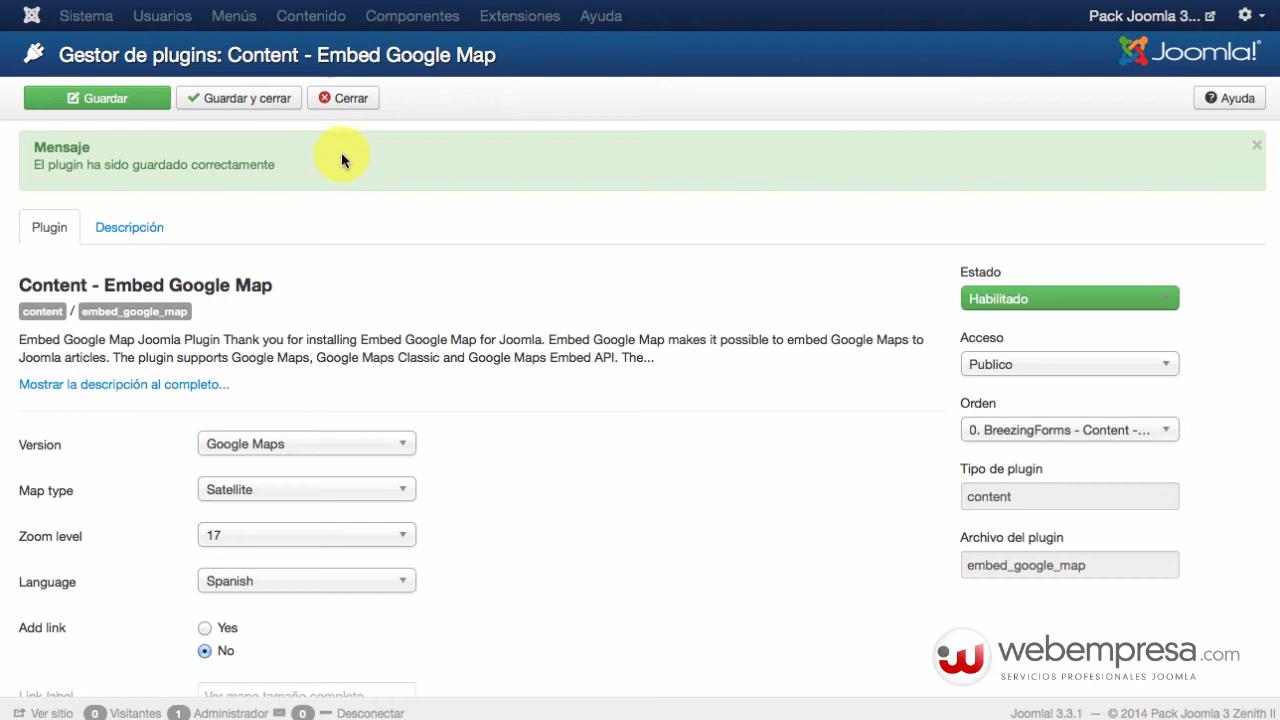 Sistema Usuarios Menús Contenido Componentes Extensiones Ayuda Pack Joomla 3...
Gestor de plugins: Content - Embed Google Map
Joomla!®
Guardar Guardar y cerrar Cerrar Ayuda
Mensaje
El plugin ha sido guardado correctamente
×
Plugin Descripción
Content - Embed Google Map
content / embed_google_map
Embed Google Map Joomla Plugin Thank you for installing Embed Google Map for Joomla. Embed Google Map makes it possible to embed Google Maps to
Joomla articles. The plugin supports Google Maps, Google Maps Classic and Google Maps Embed API. The...
Mostrar la descripción al completo...
Version Google Maps
Map type Satellite
Zoom level 17
Language Spanish
Add link Yes
No
Link label Ver mapa tamaño completo
Estado
Habilitado
Acceso
Publico
Orden
0. BreezingForms - Content -...
Tipo de plugin
content
Archivo del plugin
embed_google_map
webempresa.com
SERVICIOS PROFESIONALES JOOMLA
Ver sitio 0 Visitantes 1 Administrador 0 Desconectar
Joomla! 3.3.1 — © 2014 Pack Joomla 3 Zenith II